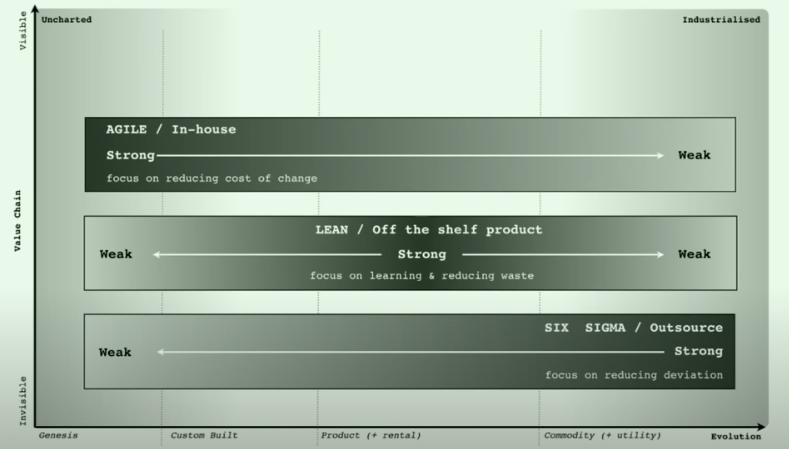 Uncharted
Industrialised
Visible
AGILE / In-house
Strong
Weak
focus on reducing cost of change
Value Chain
LEAN / Off the shelf product
Weak
Strong
Weak
focus on learning & reducing waste
SIX SIGMA / Outsource
Weak
Strong
focus on reducing deviation
Invisible
Genesis
Custom Built
Product (+ rental)
Commodity (+ utility)
Evolution